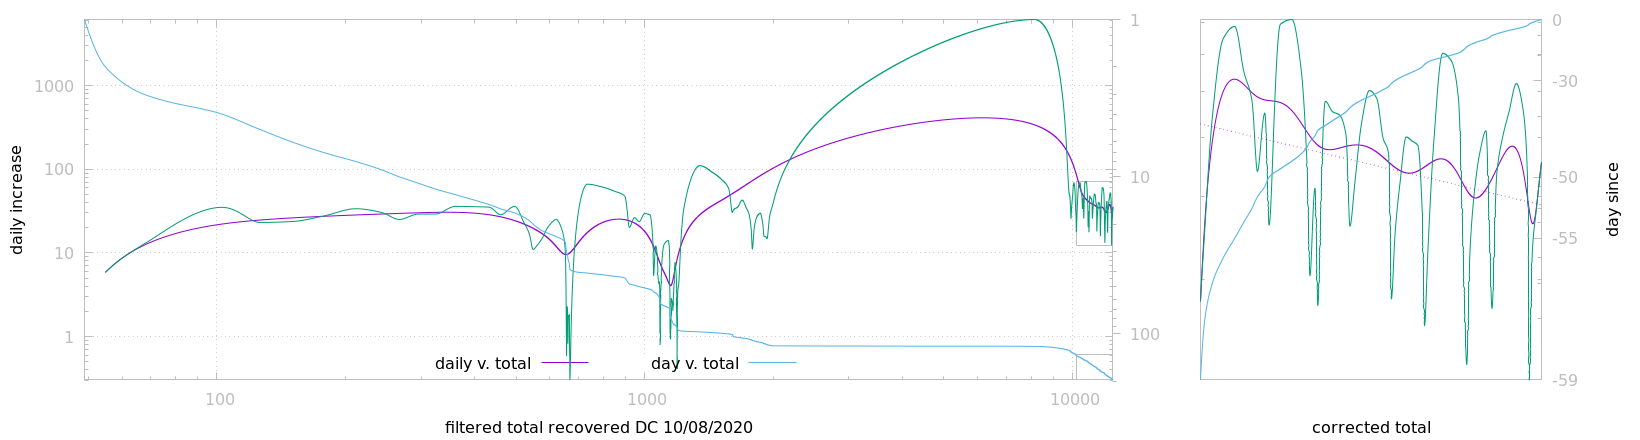 daily increase
1000
100
10
1
daily v. total
day v. total
100
1000
10000
1
10
100
filtered total recovered DC 10/08/2020
0
-30
-50
-55
-59
day since
corrected total